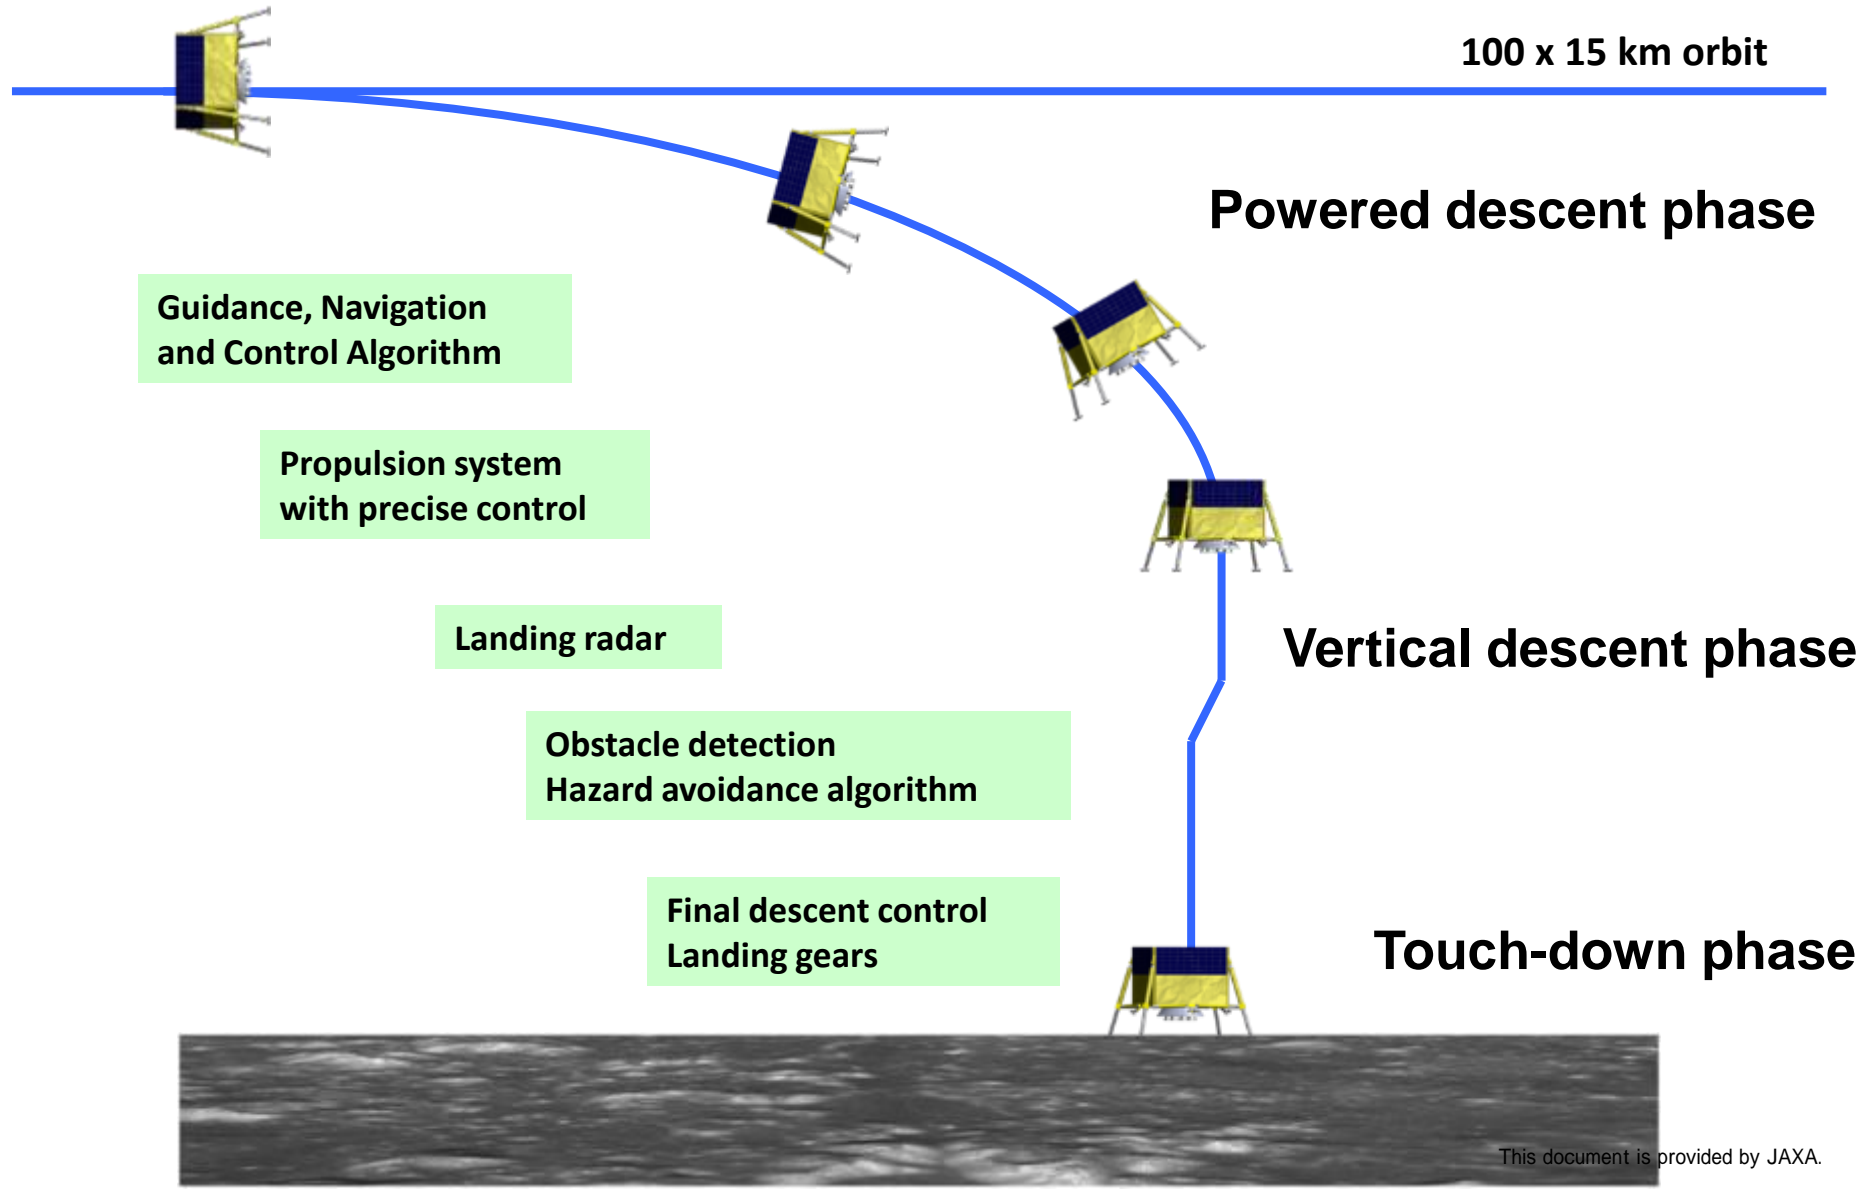 100 x 15 km orbit
Powered descent phase
Guidance, Navigation
and Control Algorithm
Propulsion system
with precise control
Landing radar
Vertical descent phase
Obstacle detection
Hazard avoidance algorithm
Final descent control
Landing gears
Touch-down phase
This document is provided by JAXA.